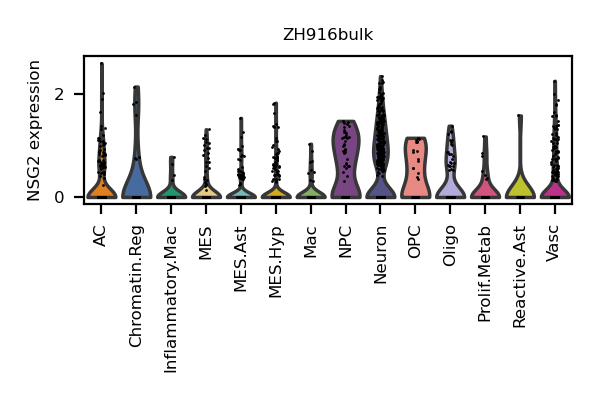 ZH916bulk
NSG2 expression
2
0
AC
Chromatin.Reg
Inflammatory.Mac
MES
MES.Ast
MES.Hyp
Mac
NPC
Neuron
OPC
Oligo
Prolif.Metab
Reactive.Ast
Vasc